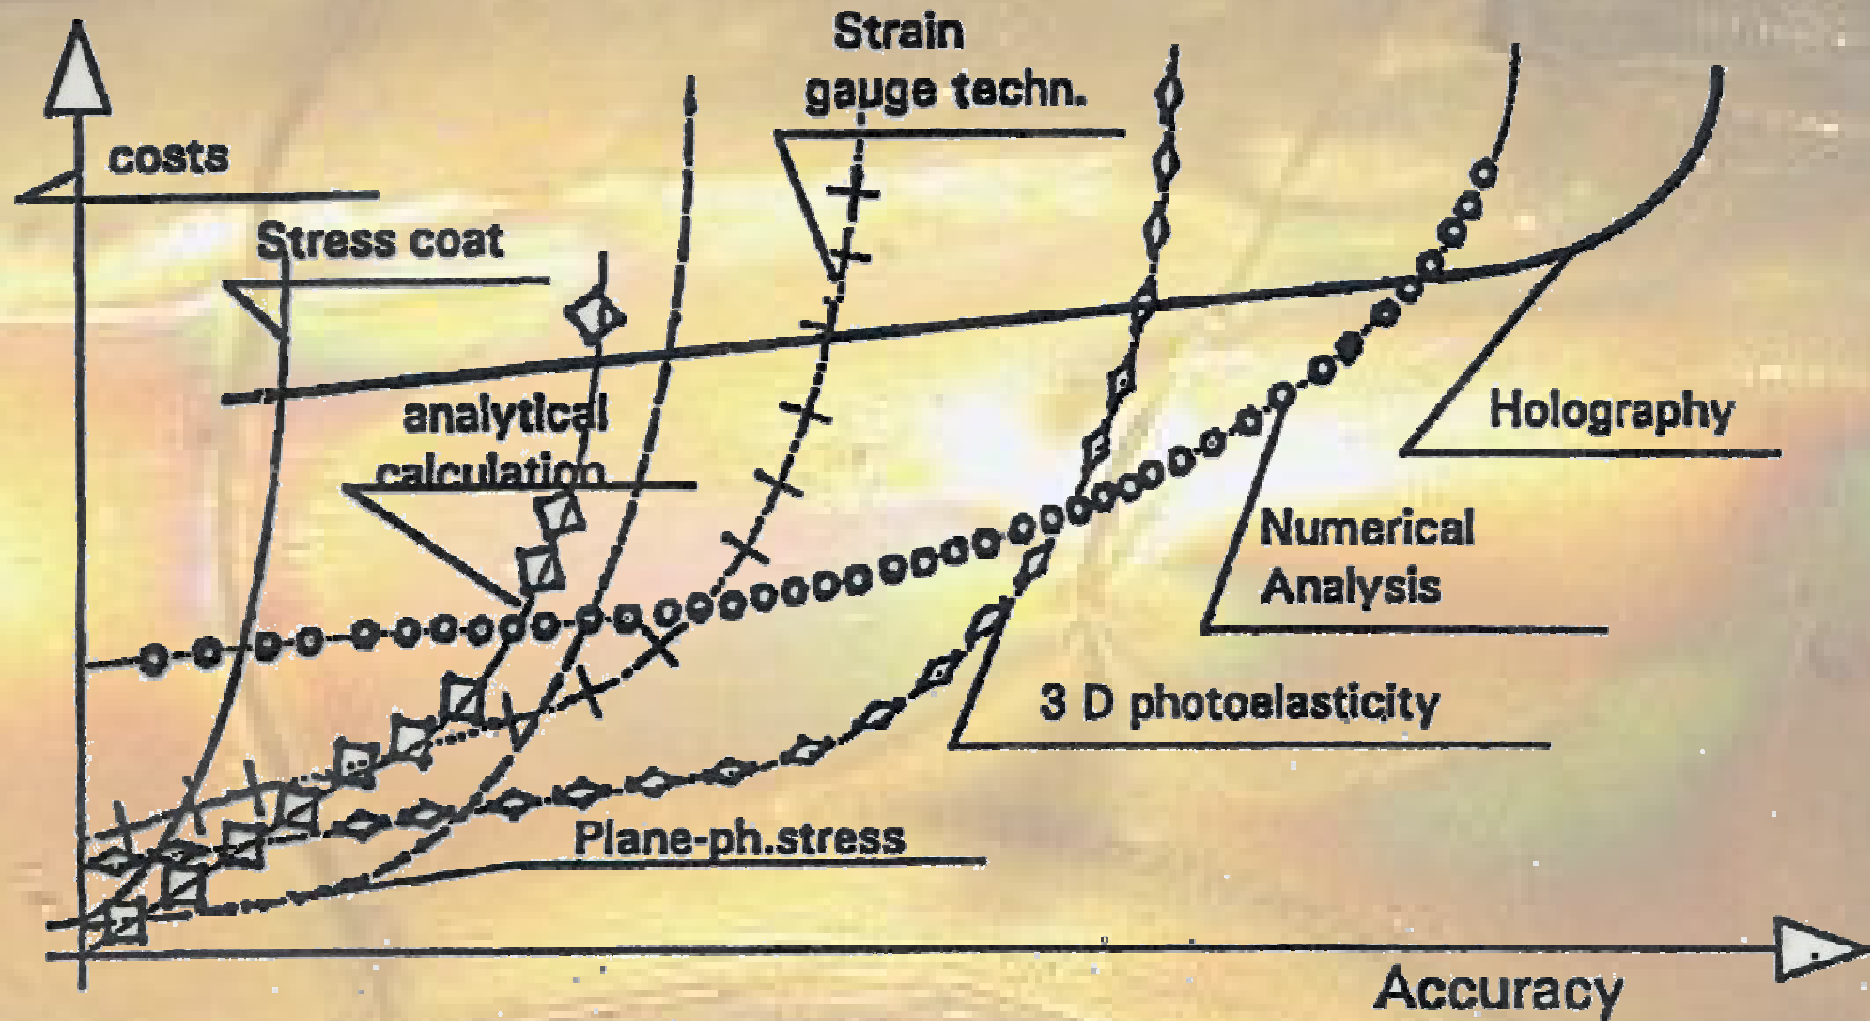 Strain
gauge techn.
costs
Stress coat
analytical
calculation
Holography
Numerical
Analysis
3 D photoelasticity
Plane-ph.stress
Accuracy